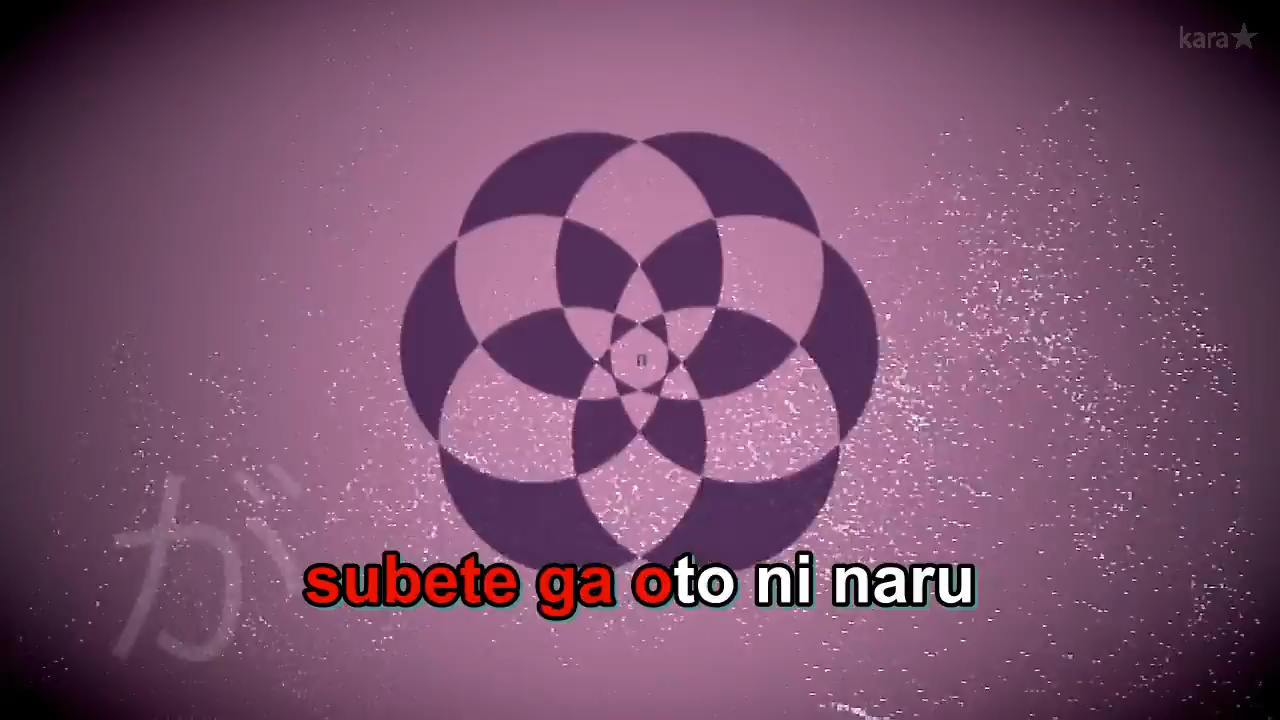 kara★
n
が
subete ga oto ni naru